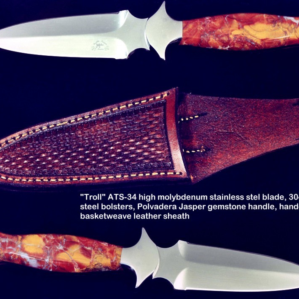 "Troll" ATS-34 high molybdenum stainless stel blade, 30
steel bolsters, Polvadera Jasper gemstone handle, hand
basketweave leather sheath